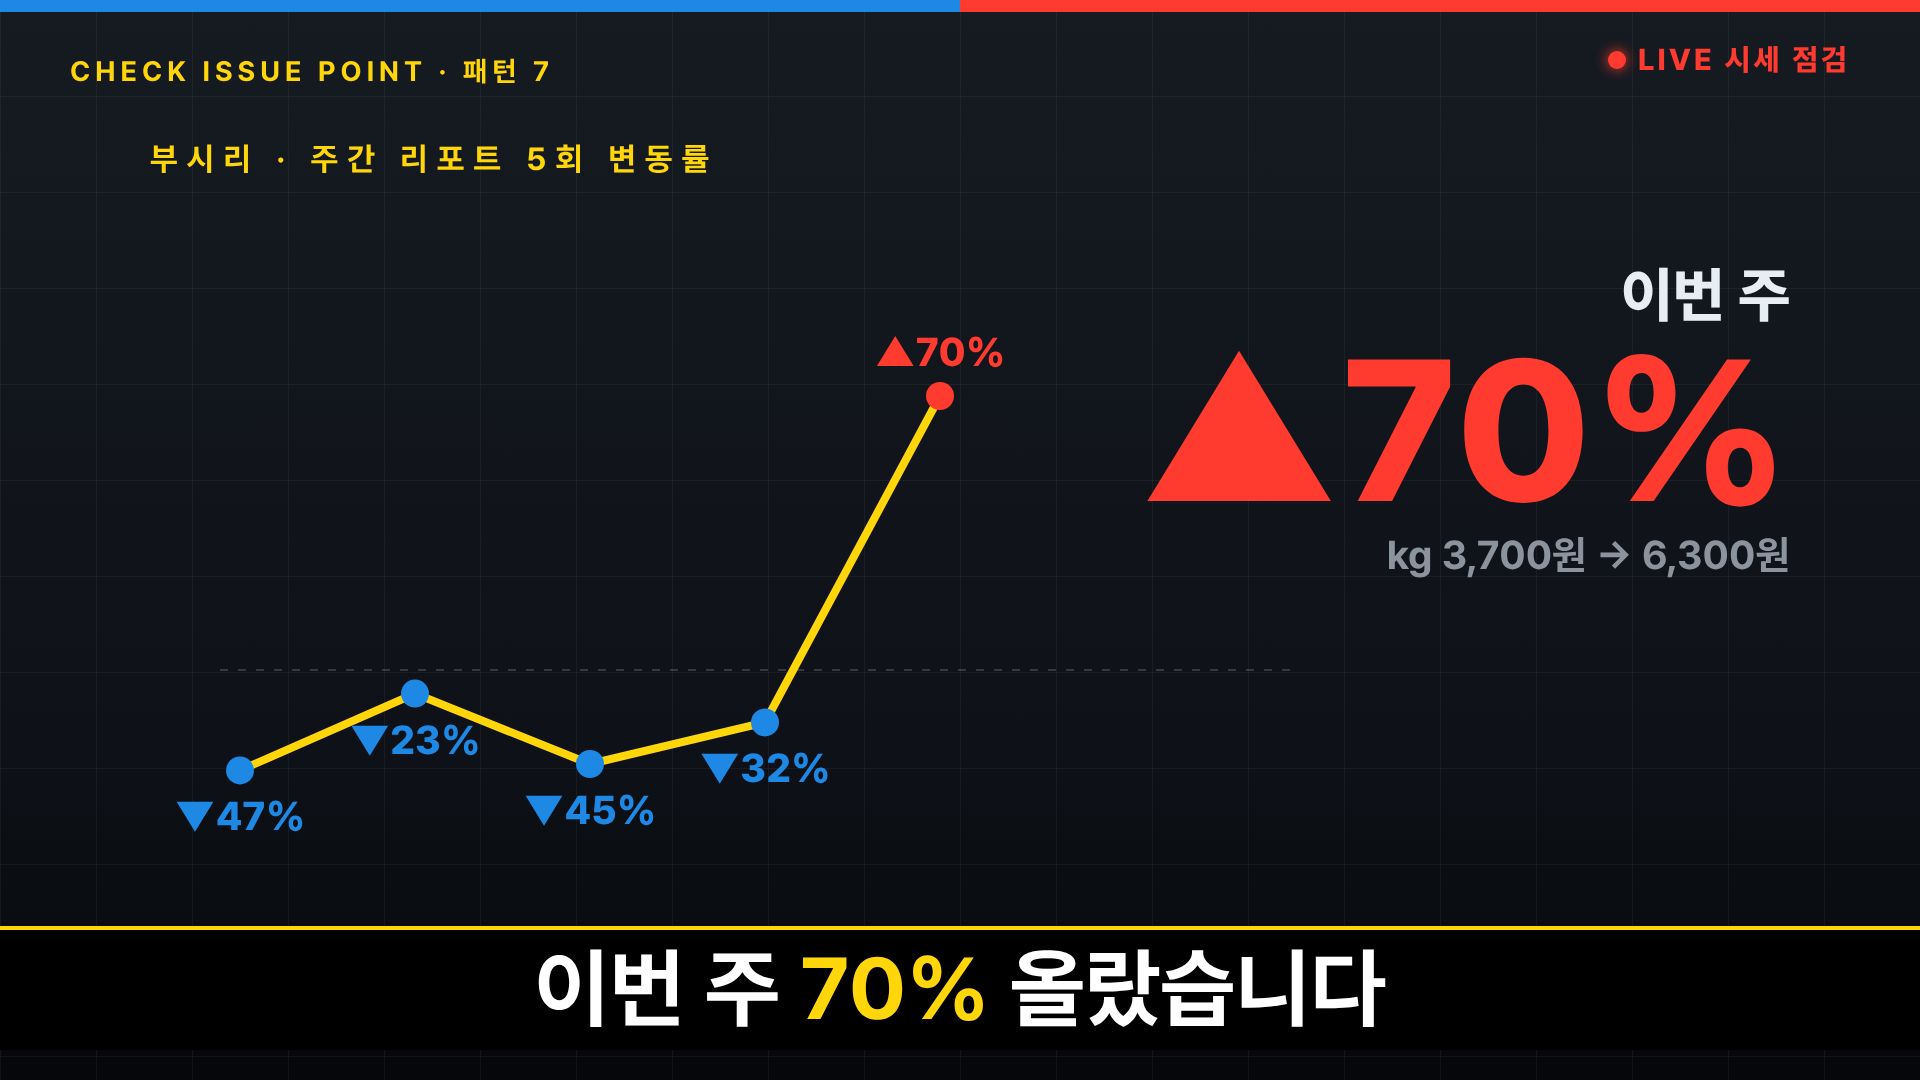 CHECK ISSUE POINT · 패턴 7
● LIVE 시세 점검
부시리 · 주간 리포트 5회 변동률
이번 주
▲70%
kg 3,700원 → 6,300원
▲70%
▼23%
▼32%
▼47%
▼45%
이번 주 70% 올랐습니다